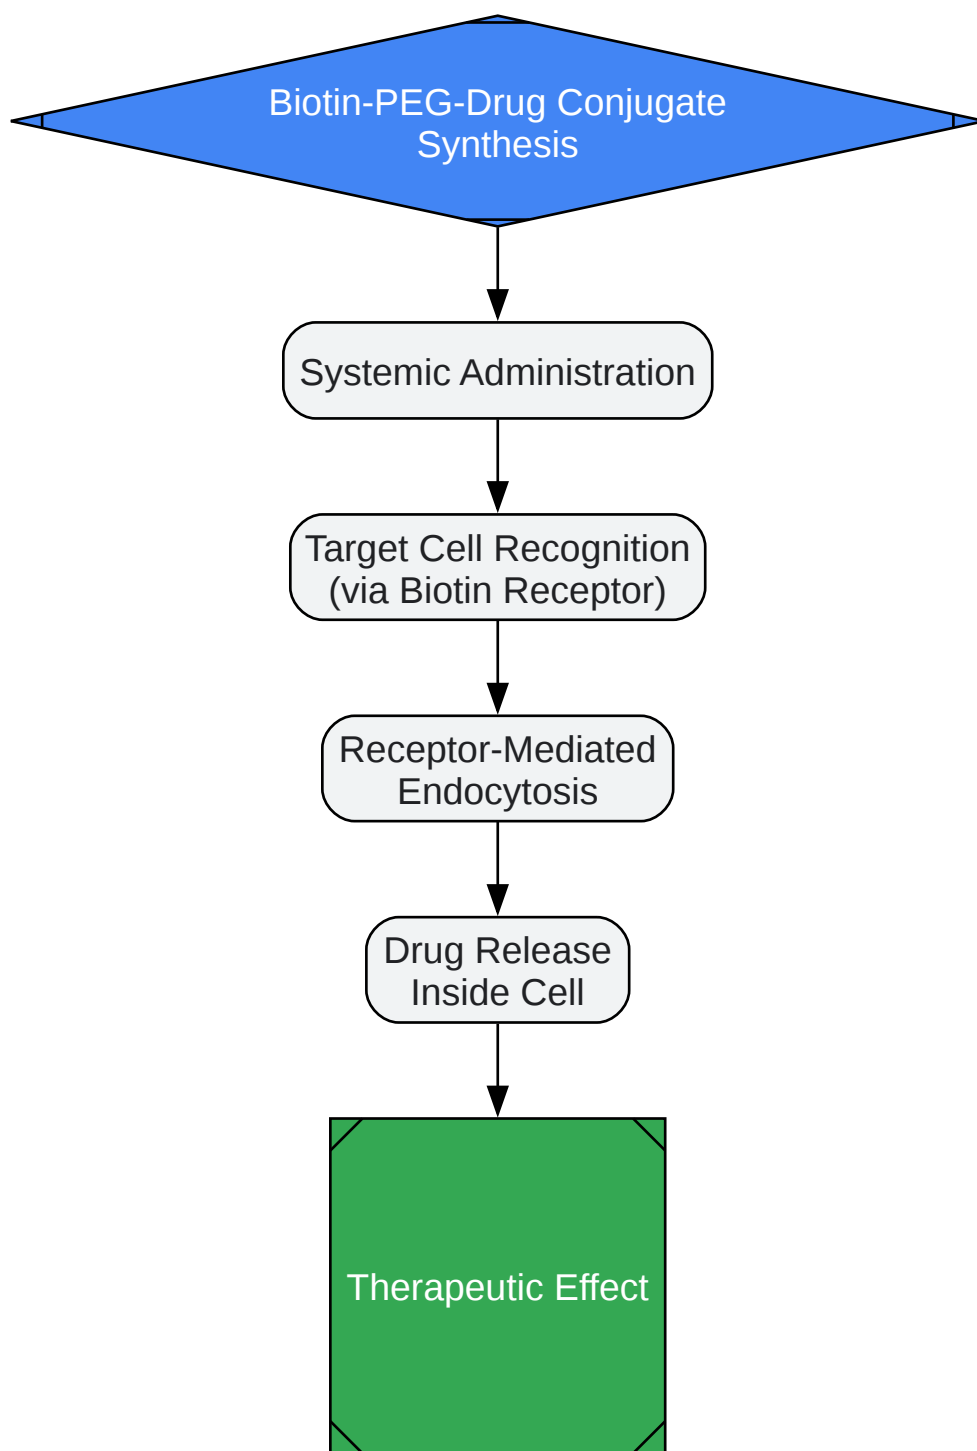 Biotin-PEG-Drug Conjugate
Synthesis
Systemic Administration
Target Cell Recognition
(via Biotin Receptor)
Receptor-Mediated
Endocytosis
Drug Release
Inside Cell
Therapeutic Effect